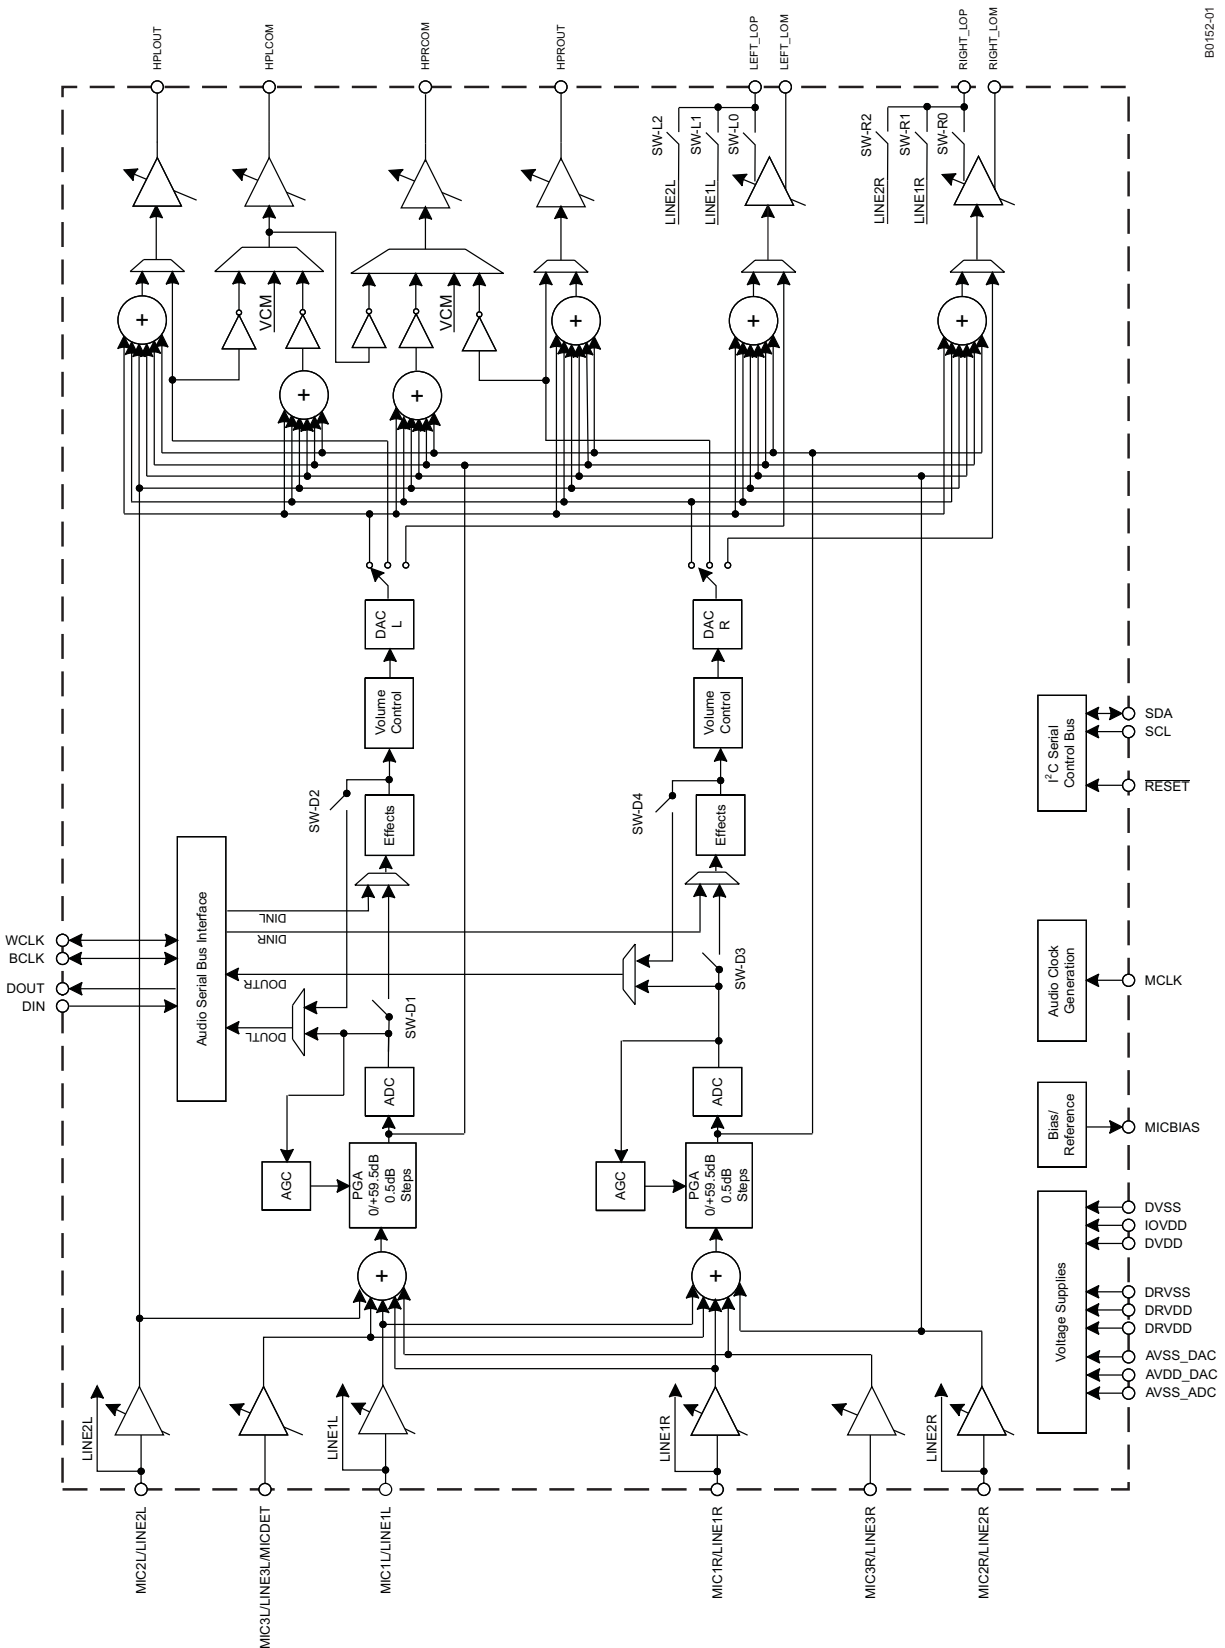 B0152-01
HPLOUT
HPLCOM
HPRCOM
HPROUT
LEFT_LOP
LEFT_LOM
RIGHT_LOP
RIGHT_LOM
SW-L2
SW-L1
SW-L0
LINE2L
LINE1L
SW-R2
SW-R1
SW-R0
LINE2R
LINE1R
VCM
VCM
+
+
+
+
+
+
DAC
L
DAC
R
Volume
Control
Volume
Control
SW-D2
SW-D4
Effects
Effects
I²C Serial
Control Bus
SDA
SCL
RESET
WCLK
BCLK
DOUT
DIN
Audio Serial Bus Interface
DINL
DINR
DOUTR
DOUTL
SW-D1
SW-D3
Audio Clock
Generation
MCLK
ADC
ADC
AGC
AGC
PGA
0/+59.5dB
0.5dB
Steps
PGA
0/+59.5dB
0.5dB
Steps
Bias/
Reference
MICBIAS
+
+
Voltage Supplies
DVSS
IOVDD
DVDD
DRVSS
DRVDD
DRVDD
AVSS_DAC
AVDD_DAC
AVSS_ADC
LINE2L
LINE1L
LINE1R
LINE2R
MIC2L/LINE2L
MIC3L/LINE3L/MICDET
MIC1L/LINE1L
MIC1R/LINE1R
MIC3R/LINE3R
MIC2R/LINE2R